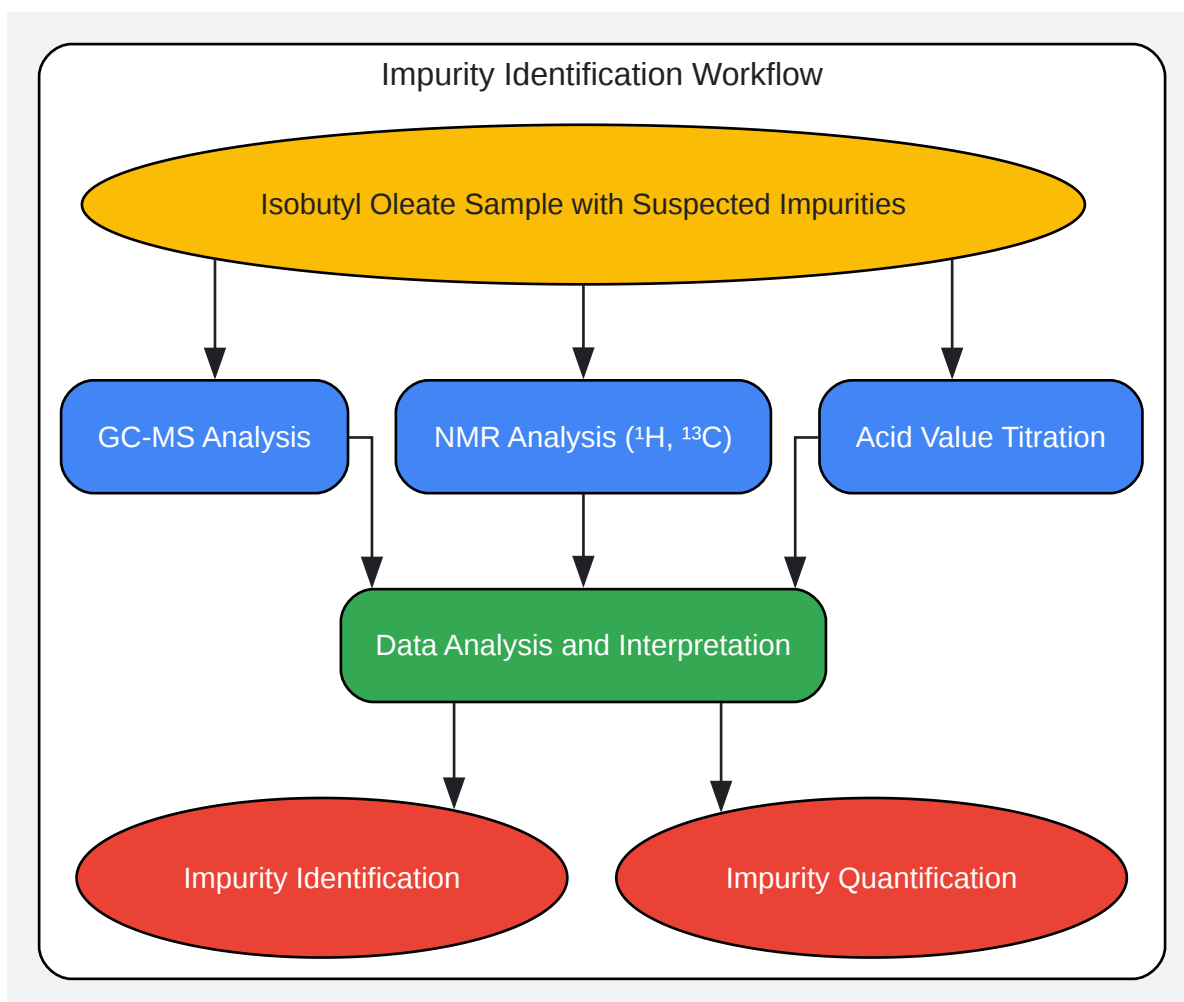 Impurity Identification Workflow
Isobutyl Oleate Sample with Suspected Impurities
GC-MS Analysis
NMR Analysis (¹H, ¹³C)
Acid Value Titration
Data Analysis and Interpretation
Impurity Identification
Impurity Quantification